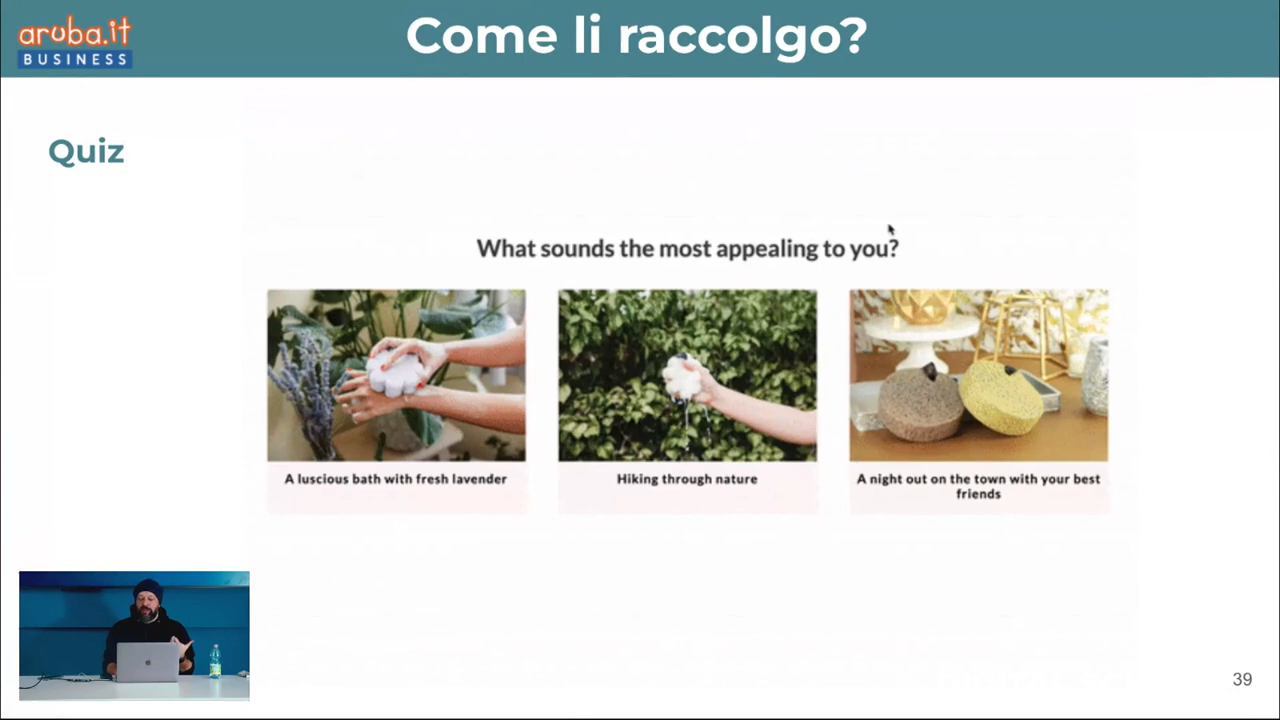 aruba.it
BUSINESS
Come li raccolgo?
Quiz
What sounds the most appealing to you?
A luscious bath with fresh lavender
Hiking through nature
A night out on the town with your best
friends
39